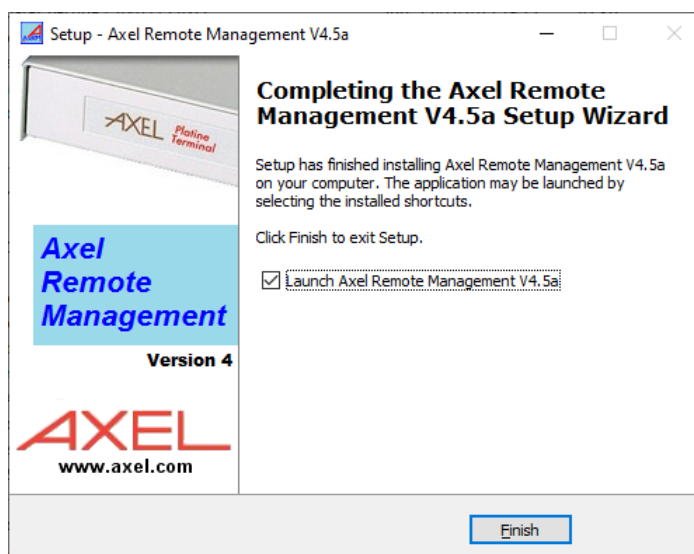 Setup - Axel Remote Management V4.5a
AXEL Platine
Terminal
Axel
Remote
Management
Version 4
AXEL
www.axel.com
Completing the Axel Remote
Management V4.5a Setup Wizard
Setup has finished installing Axel Remote Management V4.5a
on your computer. The application may be launched by
selecting the installed shortcuts.
Click Finish to exit Setup.
Launch Axel Remote Management V4.5a
Finish